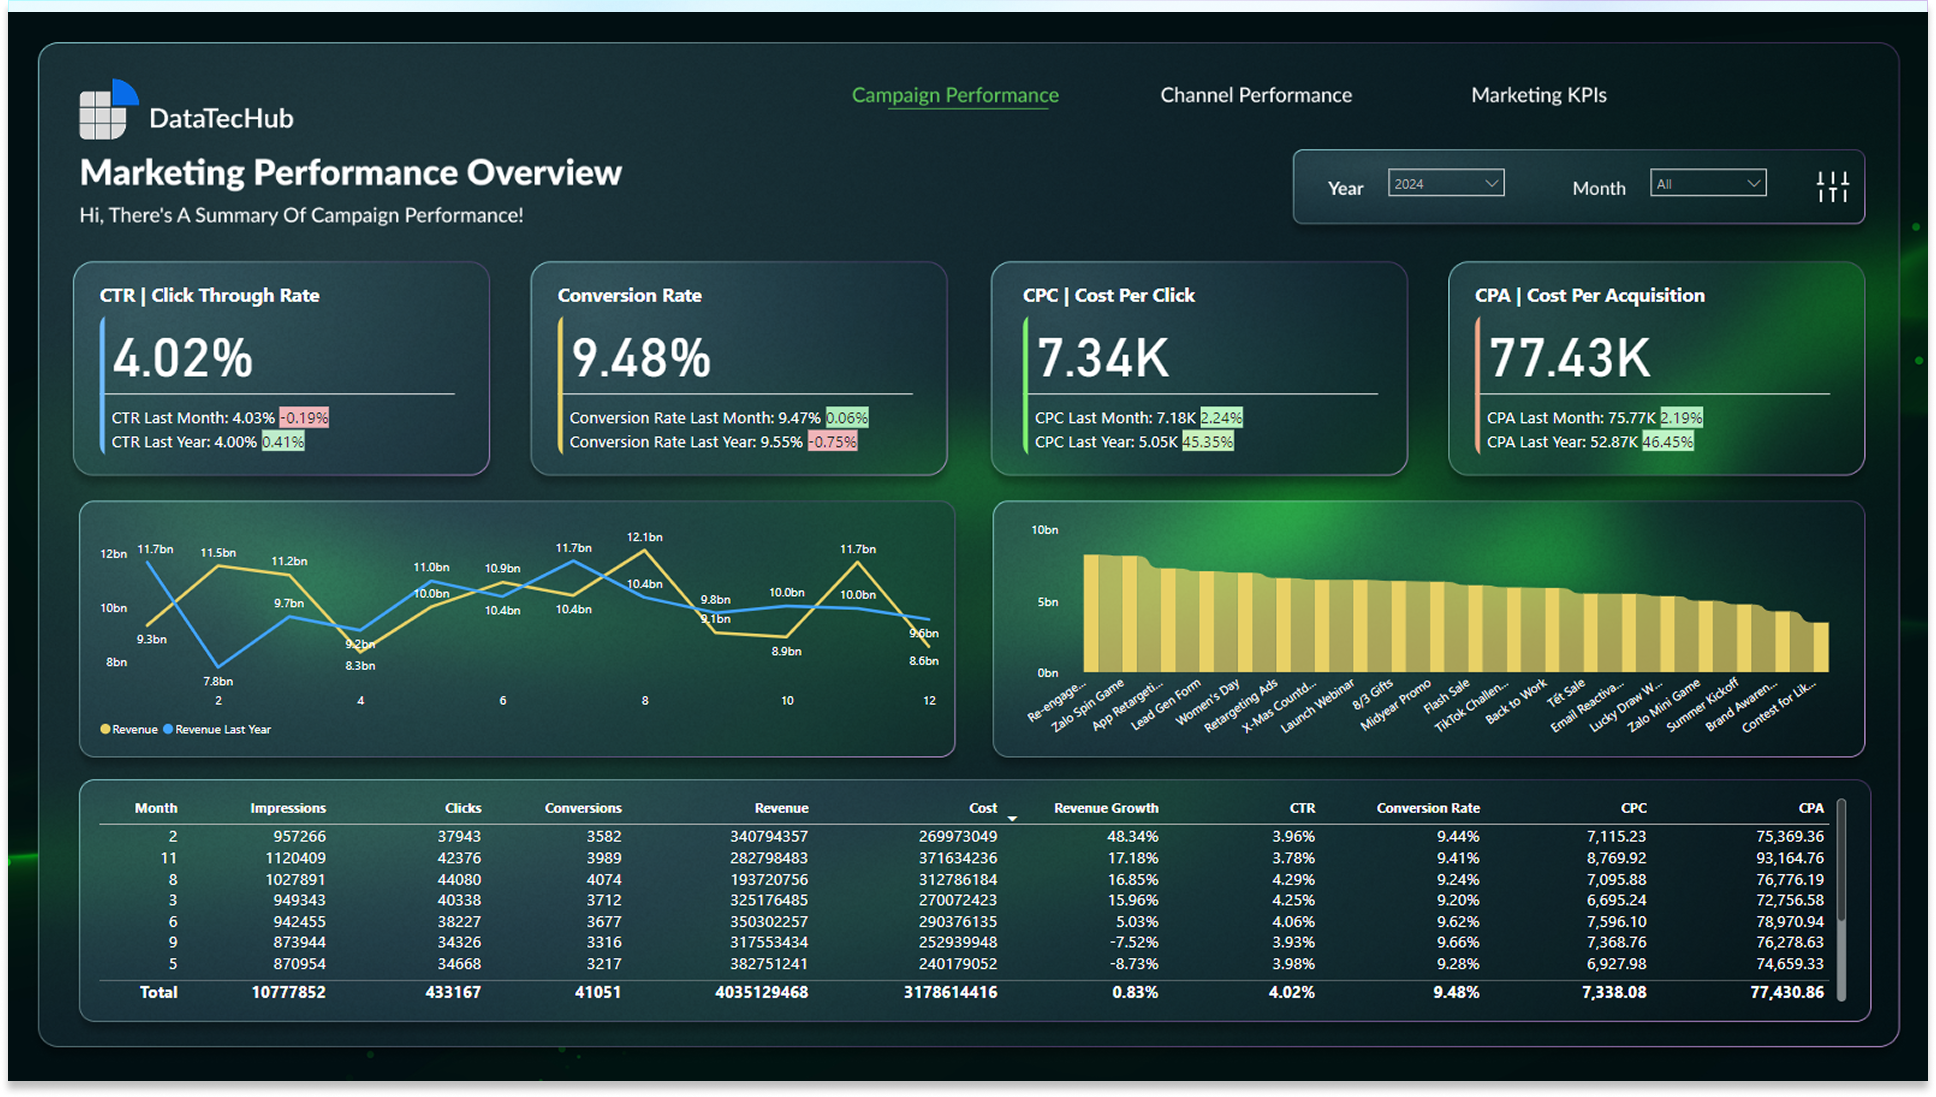 DataTecHub
Campaign Performance
Channel Performance
Marketing KPIs
Marketing Performance Overview
Hi, There's A Summary Of Campaign Performance!
Year 2024
Month All
CTR | Click Through Rate
4.02%
CTR Last Month: 4.03% -0.19%
CTR Last Year: 4.00% 0.41%
Conversion Rate
9.48%
Conversion Rate Last Month: 9.47% 0.06%
Conversion Rate Last Year: 9.55% -0.75%
CPC | Cost Per Click
7.34K
CPC Last Month: 7.18K 2.24%
CPC Last Year: 5.05K 45.35%
CPA | Cost Per Acquisition
77.43K
CPA Last Month: 75.77K 2.19%
CPA Last Year: 52.87K 46.45%
12bn
10bn
8bn
11.7bn
9.3bn
11.5bn
7.8bn
11.2bn
9.7bn
9.2bn
8.3bn
11.0bn
10.0bn
10.9bn
10.4bn
11.7bn
10.4bn
12.1bn
10.4bn
9.8bn
9.1bn
10.0bn
8.9bn
11.7bn
10.0bn
9.6bn
8.6bn
2 4 6 8 10 12
Revenue Revenue Last Year
10bn
5bn
0bn
Re-engage...
Zalo Spin Game
App Retargeti...
Lead Gen Form
Women's Day
Retargeting Ads
X-Mas Countd...
Launch Webinar
8/3 Gifts
Midyear Promo
Flash Sale
TikTok Challen...
Back to Work
Tết Sale
Email Reactiva...
Lucky Draw W...
Zalo Mini Game
Summer Kickoff
Brand Awaren...
Contest for Lik...
Month Impressions Clicks Conversions Revenue Cost Revenue Growth CTR Conversion Rate CPC CPA
2 957266 37943 3582 340794357 269973049 48.34% 3.96% 9.44% 7,115.23 75,369.36
11 1120409 42376 3989 282798483 371634236 17.18% 3.78% 9.41% 8,769.92 93,164.76
8 1027891 44080 4074 193720756 312786184 16.85% 4.29% 9.24% 7,095.88 76,776.19
3 949343 40338 3712 325176485 270072423 15.96% 4.25% 9.20% 6,695.24 72,756.58
6 942455 38227 3677 350302257 290376135 5.03% 4.06% 9.62% 7,596.10 78,970.94
9 873944 34326 3316 317553434 252939948 -7.52% 3.93% 9.66% 7,368.76 76,278.63
5 870954 34668 3217 382751241 240179052 -8.73% 3.98% 9.28% 6,927.98 74,659.33
Total 10777852 433167 41051 4035129468 3178614416 0.83% 4.02% 9.48% 7,338.08 77,430.86